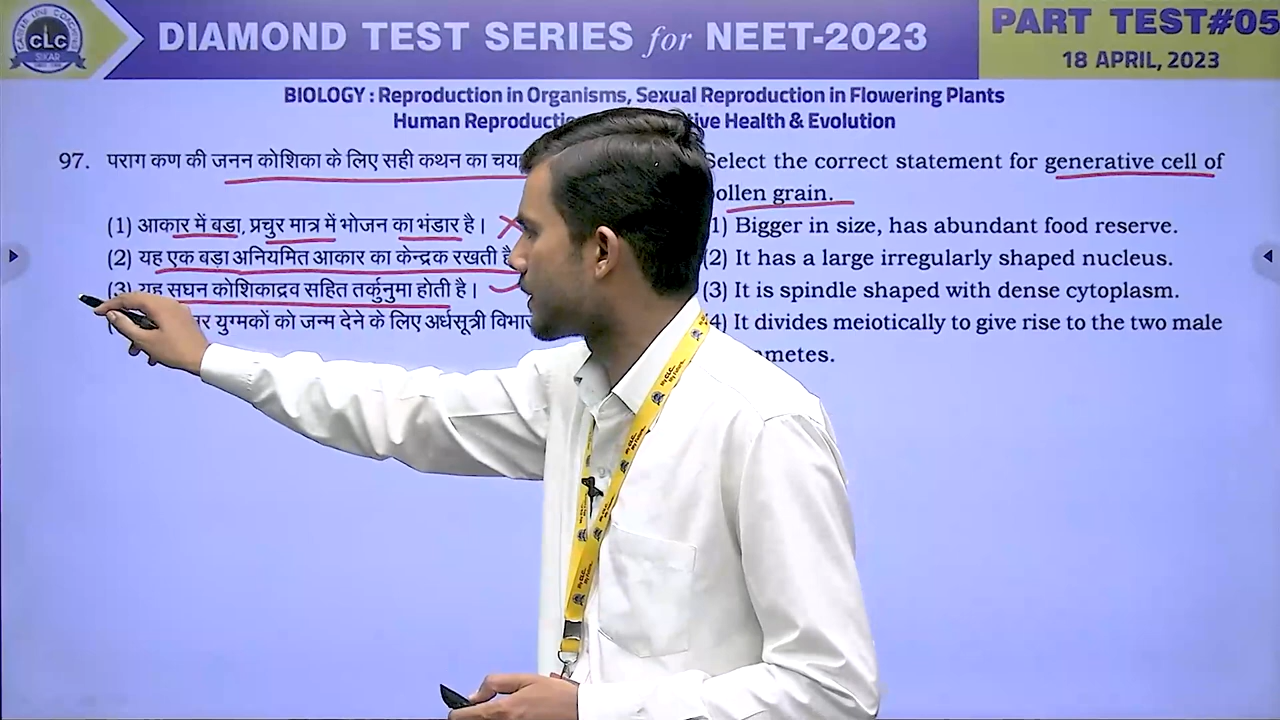 CLC
SIKAR
DIAMOND TEST SERIES for NEET-2023
PART TEST#05
18 APRIL, 2023
BIOLOGY : Reproduction in Organisms, Sexual Reproduction in Flowering Plants
Human Health & Evolution
97. पराग कण की जनन कोशिका के लिए सही कथन का
(1) आकार में बडा, प्रचुर मात्र में भोजन का भंडार है।
(2) यह एक बड़ा अनियमित आकार का केन्द्रक रखती
(3) यह सघन कोशिकाद्रव सहित तर्कुनुमा होती है।
युग्मकों को जन्म देने के लिए अर्धसूत्री
Select the correct statement for generative cell of
pollen grain.
1) Bigger in size, has abundant food reserve.
(2) It has a large irregularly shaped nucleus.
(3) It is spindle shaped with dense cytoplasm.
4) It divides meiotically to give rise to the two male